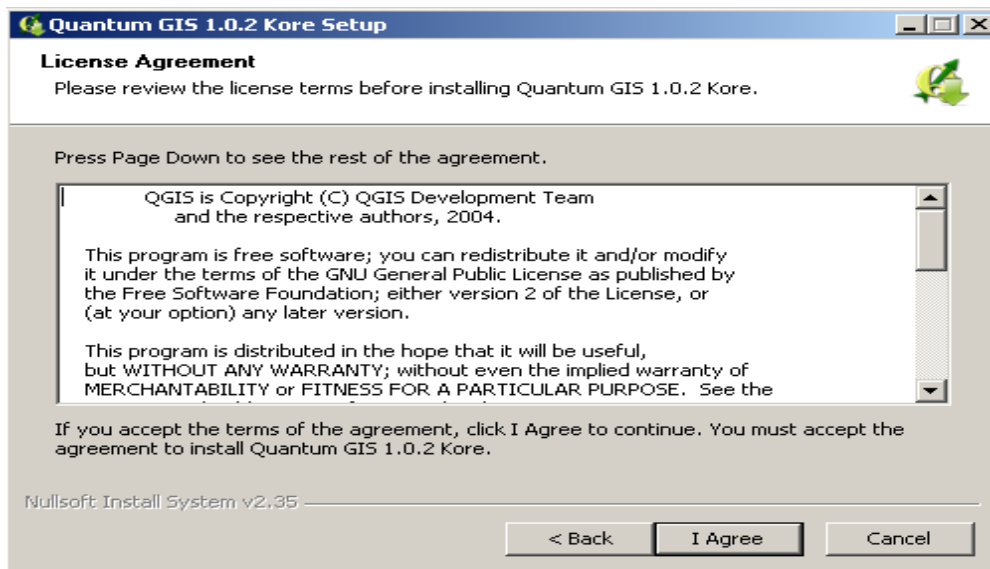 Quantum GIS 1.0.2 Kore Setup
License Agreement
Please review the license terms before installing Quantum GIS 1.0.2 Kore.
Press Page Down to see the rest of the agreement.
QGIS is Copyright (C) QGIS Development Team
and the respective authors, 2004.
This program is free software; you can redistribute it and/or modify
it under the terms of the GNU General Public License as published by
the Free Software Foundation; either version 2 of the License, or
(at your option) any later version.
This program is distributed in the hope that it will be useful,
but WITHOUT ANY WARRANTY; without even the implied warranty of
MERCHANTABILITY or FITNESS FOR A PARTICULAR PURPOSE.  See the
If you accept the terms of the agreement, click I Agree to continue. You must accept the
agreement to install Quantum GIS 1.0.2 Kore.
Nullsoft Install System v2.35
< Back
I Agree
Cancel